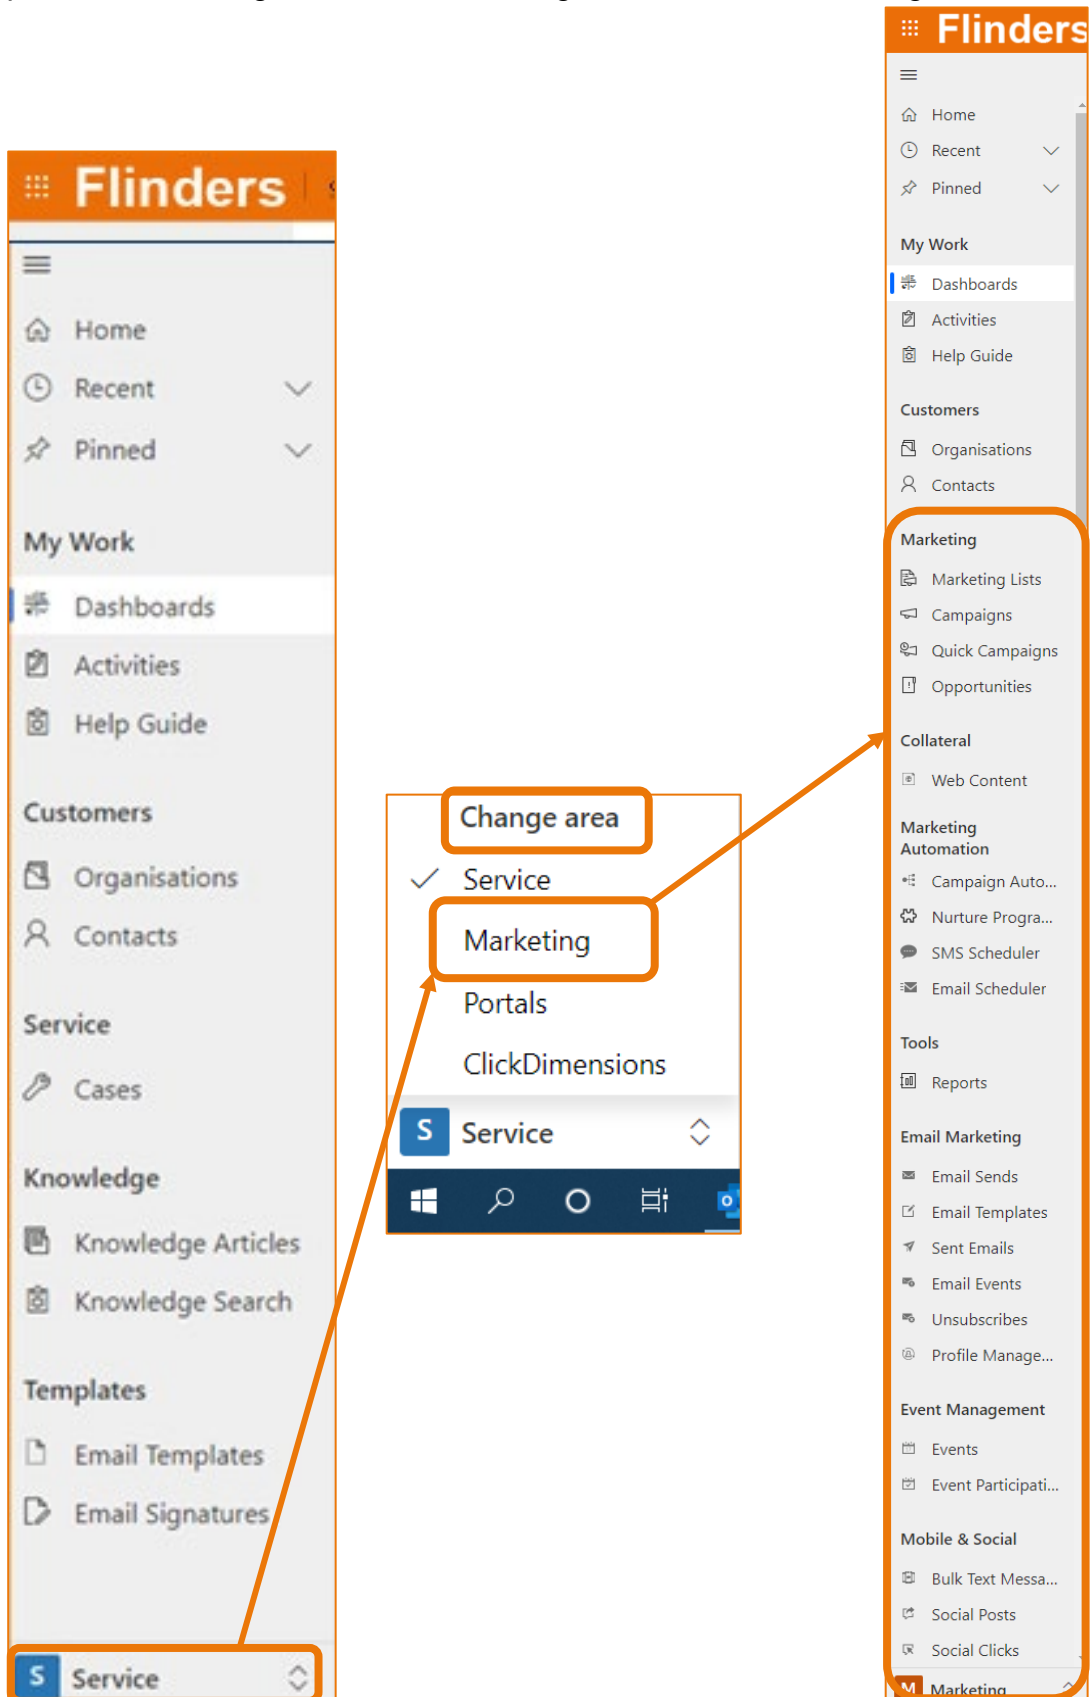 Flinders
Home
Recent
Pinned
My Work
Dashboards
Activities
Help Guide
Customers
Organisations
Contacts
Service
Cases
Knowledge
Knowledge Articles
Knowledge Search
Templates
Email Templates
Email Signatures
S Service
Change area
Service
Marketing
Portals
ClickDimensions
S Service
Flinders
Home
Recent
Pinned
My Work
Dashboards
Activities
Help Guide
Customers
Organisations
Contacts
Marketing
Marketing Lists
Campaigns
Quick Campaigns
Opportunities
Collateral
Web Content
Marketing
Automation
Campaign Auto...
Nurture Progra...
SMS Scheduler
Email Scheduler
Tools
Reports
Email Marketing
Email Sends
Email Templates
Sent Emails
Email Events
Unsubscribes
Profile Manage...
Event Management
Events
Event Participati...
Mobile & Social
Bulk Text Messa...
Social Posts
Social Clicks
M Marketing